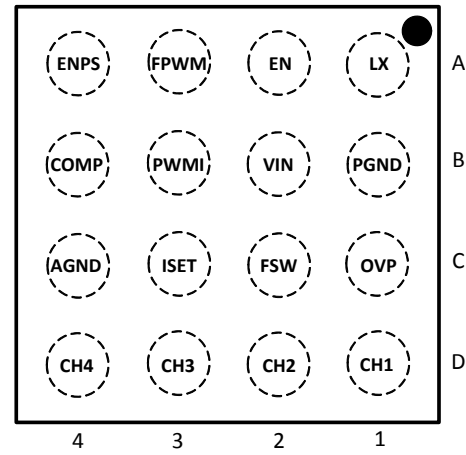 ENPS FPWM EN LX A
COMP PWMI VIN PGND B
AGND ISET FSW OVP C
CH4 CH3 CH2 CH1 D
4 3 2 1